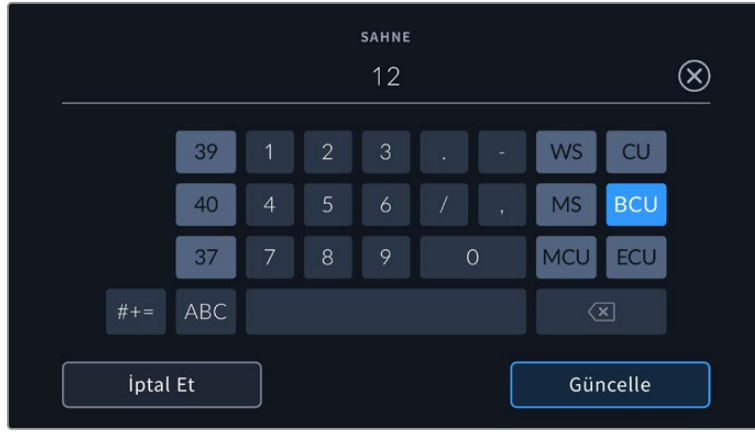 SAHNE
12
39 1 2 3 . - WS CU
40 4 5 6 / , MS BCU
37 7 8 9 0 MCU ECU
#+= ABC
İptal Et Güncelle